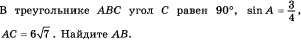 В треугольнике ABC угол C равен 90°, sin A = 3/4,
AC = 6√7 . Найдите AB.